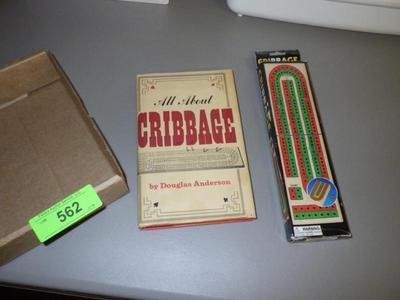 All About
CRIBBAGE
by Douglas Anderson
CRIBBAGE
WARNING
562